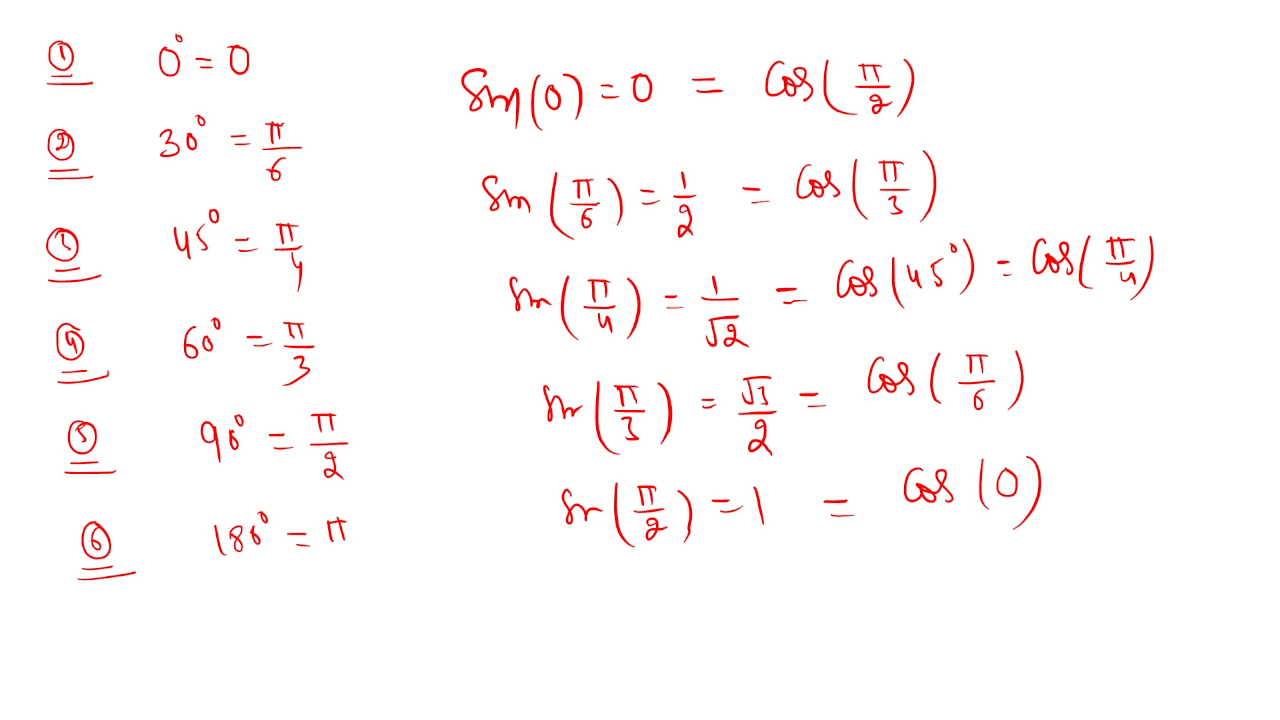 ① 0° = 0
② 30° = π/6
③ 45° = π/4
④ 60° = π/3
⑤ 90° = π/2
⑥ 180° = π
Sin(0) = 0 = Cos(π/2)
Sin(π/6) = 1/2 = Cos(π/3)
Sin(π/4) = 1/√2 = Cos(45°) = Cos(π/4)
Sin(π/3) = √3/2 = Cos(π/6)
Sin(π/2) = 1 = Cos(0)